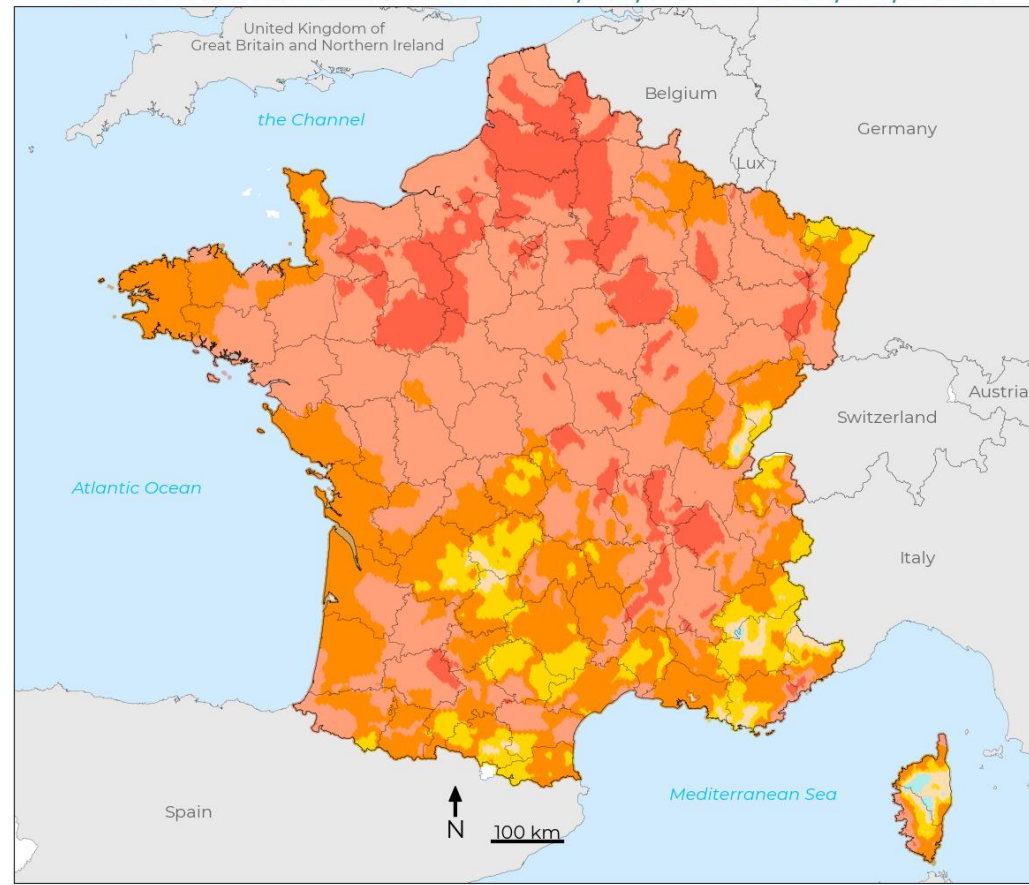 United Kingdom of
Great Britain and Northern Ireland
Belgium
the Channel
Germany
Lux
Austria
Switzerland
Atlantic Ocean
Italy
Mediterranean Sea
Spain
N
100 km